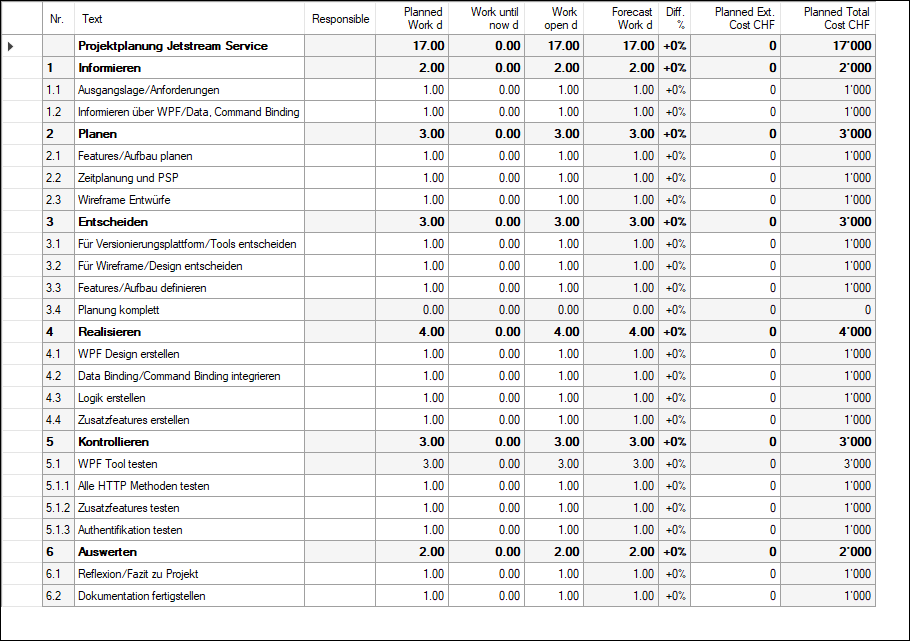 Nr. Text Responsible Planned Work d Work until now d Work open d Forecast Work d Diff. % Planned Ext. Cost CHF Planned Total Cost CHF
Projektplanung Jetstream Service 17.00 0.00 17.00 17.00 +0% 0 17'000
1 Informieren 2.00 0.00 2.00 2.00 +0% 0 2'000
1.1 Ausgangslage/Anforderungen 1.00 0.00 1.00 1.00 +0% 0 1'000
1.2 Informieren über WPF/Data, Command Binding 1.00 0.00 1.00 1.00 +0% 0 1'000
2 Planen 3.00 0.00 3.00 3.00 +0% 0 3'000
2.1 Features/Aufbau planen 1.00 0.00 1.00 1.00 +0% 0 1'000
2.2 Zeitplanung und PSP 1.00 0.00 1.00 1.00 +0% 0 1'000
2.3 Wireframe Entwürfe 1.00 0.00 1.00 1.00 +0% 0 1'000
3 Entscheiden 3.00 0.00 3.00 3.00 +0% 0 3'000
3.1 Für Versionierungsplattform/Tools entscheiden 1.00 0.00 1.00 1.00 +0% 0 1'000
3.2 Für Wireframe/Design entscheiden 1.00 0.00 1.00 1.00 +0% 0 1'000
3.3 Features/Aufbau definieren 1.00 0.00 1.00 1.00 +0% 0 1'000
3.4 Planung komplett 0.00 0.00 0.00 0.00 +0% 0 0
4 Realisieren 4.00 0.00 4.00 4.00 +0% 0 4'000
4.1 WPF Design erstellen 1.00 0.00 1.00 1.00 +0% 0 1'000
4.2 Data Binding/Command Binding integrieren 1.00 0.00 1.00 1.00 +0% 0 1'000
4.3 Logik erstellen 1.00 0.00 1.00 1.00 +0% 0 1'000
4.4 Zusatzfeatures erstellen 1.00 0.00 1.00 1.00 +0% 0 1'000
5 Kontrollieren 3.00 0.00 3.00 3.00 +0% 0 3'000
5.1 WPF Tool testen 3.00 0.00 3.00 3.00 +0% 0 3'000
5.1.1 Alle HTTP Methoden testen 1.00 0.00 1.00 1.00 +0% 0 1'000
5.1.2 Zusatzfeatures testen 1.00 0.00 1.00 1.00 +0% 0 1'000
5.1.3 Authentifikation testen 1.00 0.00 1.00 1.00 +0% 0 1'000
6 Auswerten 2.00 0.00 2.00 2.00 +0% 0 2'000
6.1 Reflexion/Fazit zu Projekt 1.00 0.00 1.00 1.00 +0% 0 1'000
6.2 Dokumentation fertigstellen 1.00 0.00 1.00 1.00 +0% 0 1'000